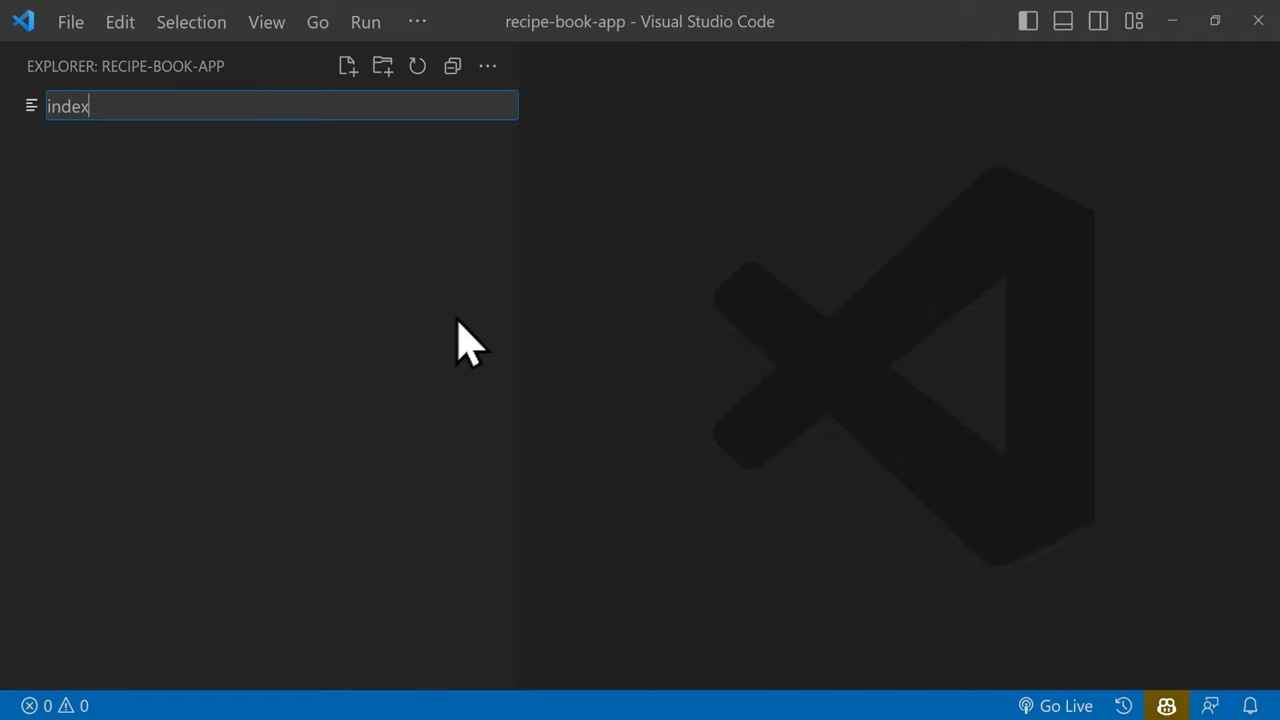 File Edit Selection View Go Run ··· recipe-book-app - Visual Studio Code
EXPLORER: RECIPE-BOOK-APP
index
0 0 Go Live